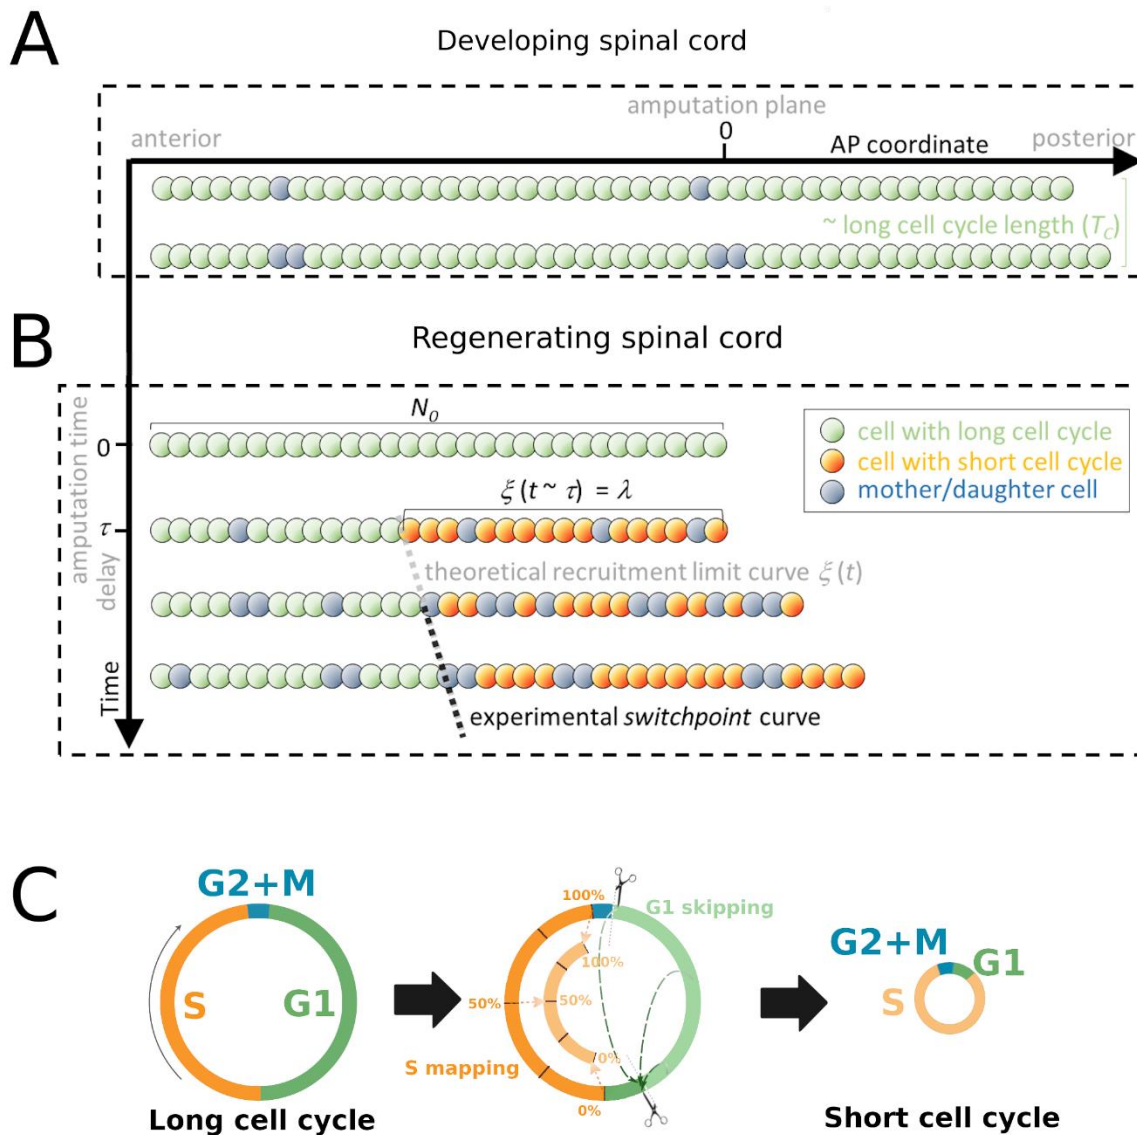 A
Developing spinal cord
amputation plane
anterior
0
AP coordinate
posterior
~ long cell cycle length (T_C)
B
Regenerating spinal cord
amputation time
0
N_0
cell with long cell cycle
cell with short cell cycle
mother/daughter cell
ξ (t ~ τ) = λ
τ
delay
theoretical recruitment limit curve ξ (t)
Time
experimental switchpoint curve
C
G2+M
S
G1
Long cell cycle
100%
G1 skipping
100%
50%
50%
S mapping
0%
0%
G2+M
G1
S
Short cell cycle